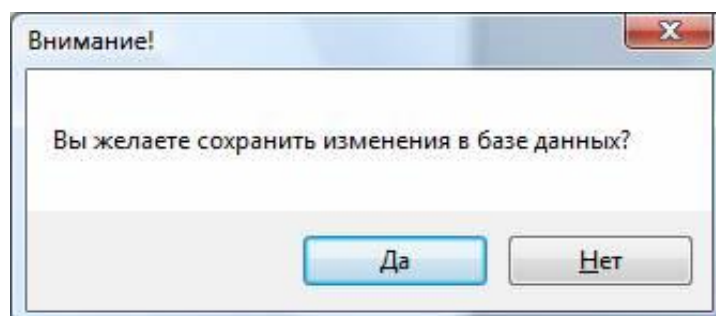 Внимание!
Вы желаете сохранить изменения в базе данных?
Да
Нет